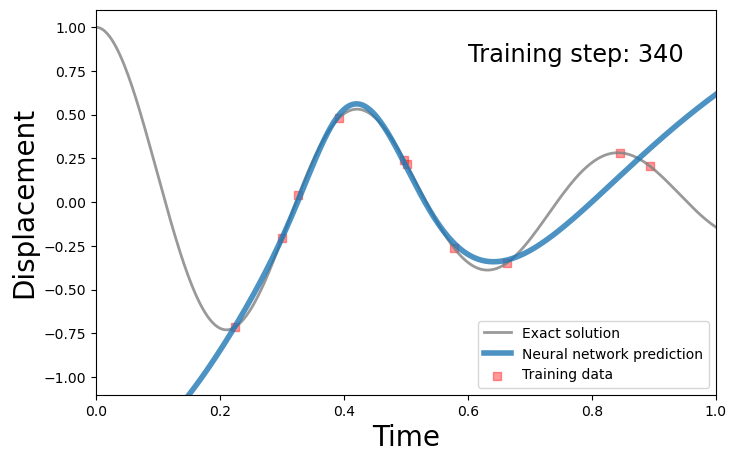 1.00
0.75
0.50
0.25
0.00
−0.25
−0.50
−0.75
−1.00
Displacement
Training step: 340
Exact solution
Neural network prediction
Training data
0.0 0.2 0.4 0.6 0.8 1.0
Time